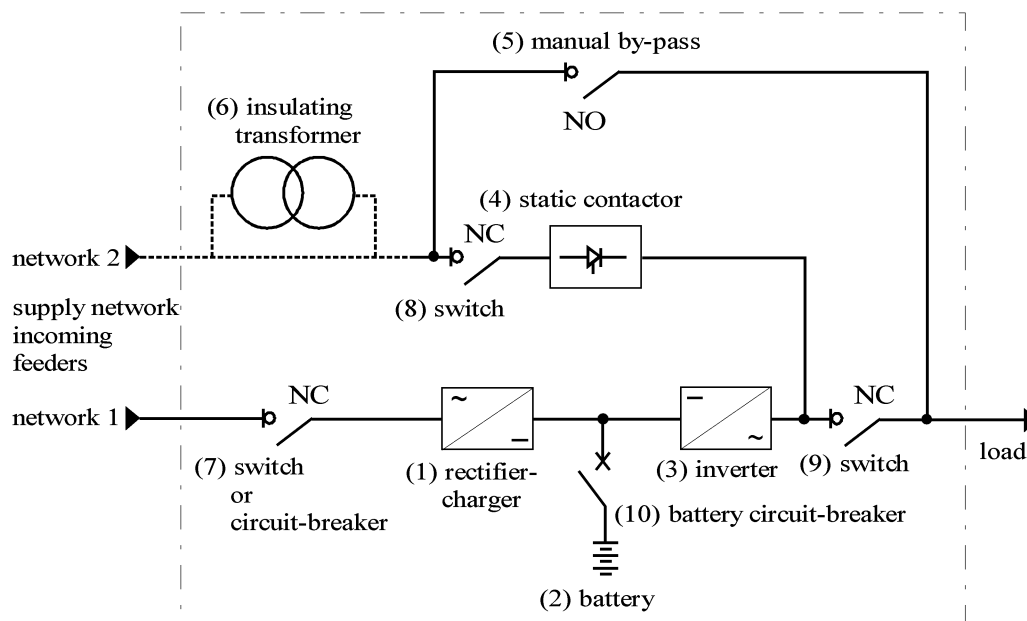 (5) manual by-pass
NO
(6) insulating
transformer
(4) static contactor
NC
network 2
(8) switch
supply network
incoming
feeders
network 1
NC
(7) switch
or
circuit-breaker
~
–
(1) rectifier-
charger
–
~
(3) inverter
NC
(9) switch
load
(10) battery circuit-breaker
(2) battery